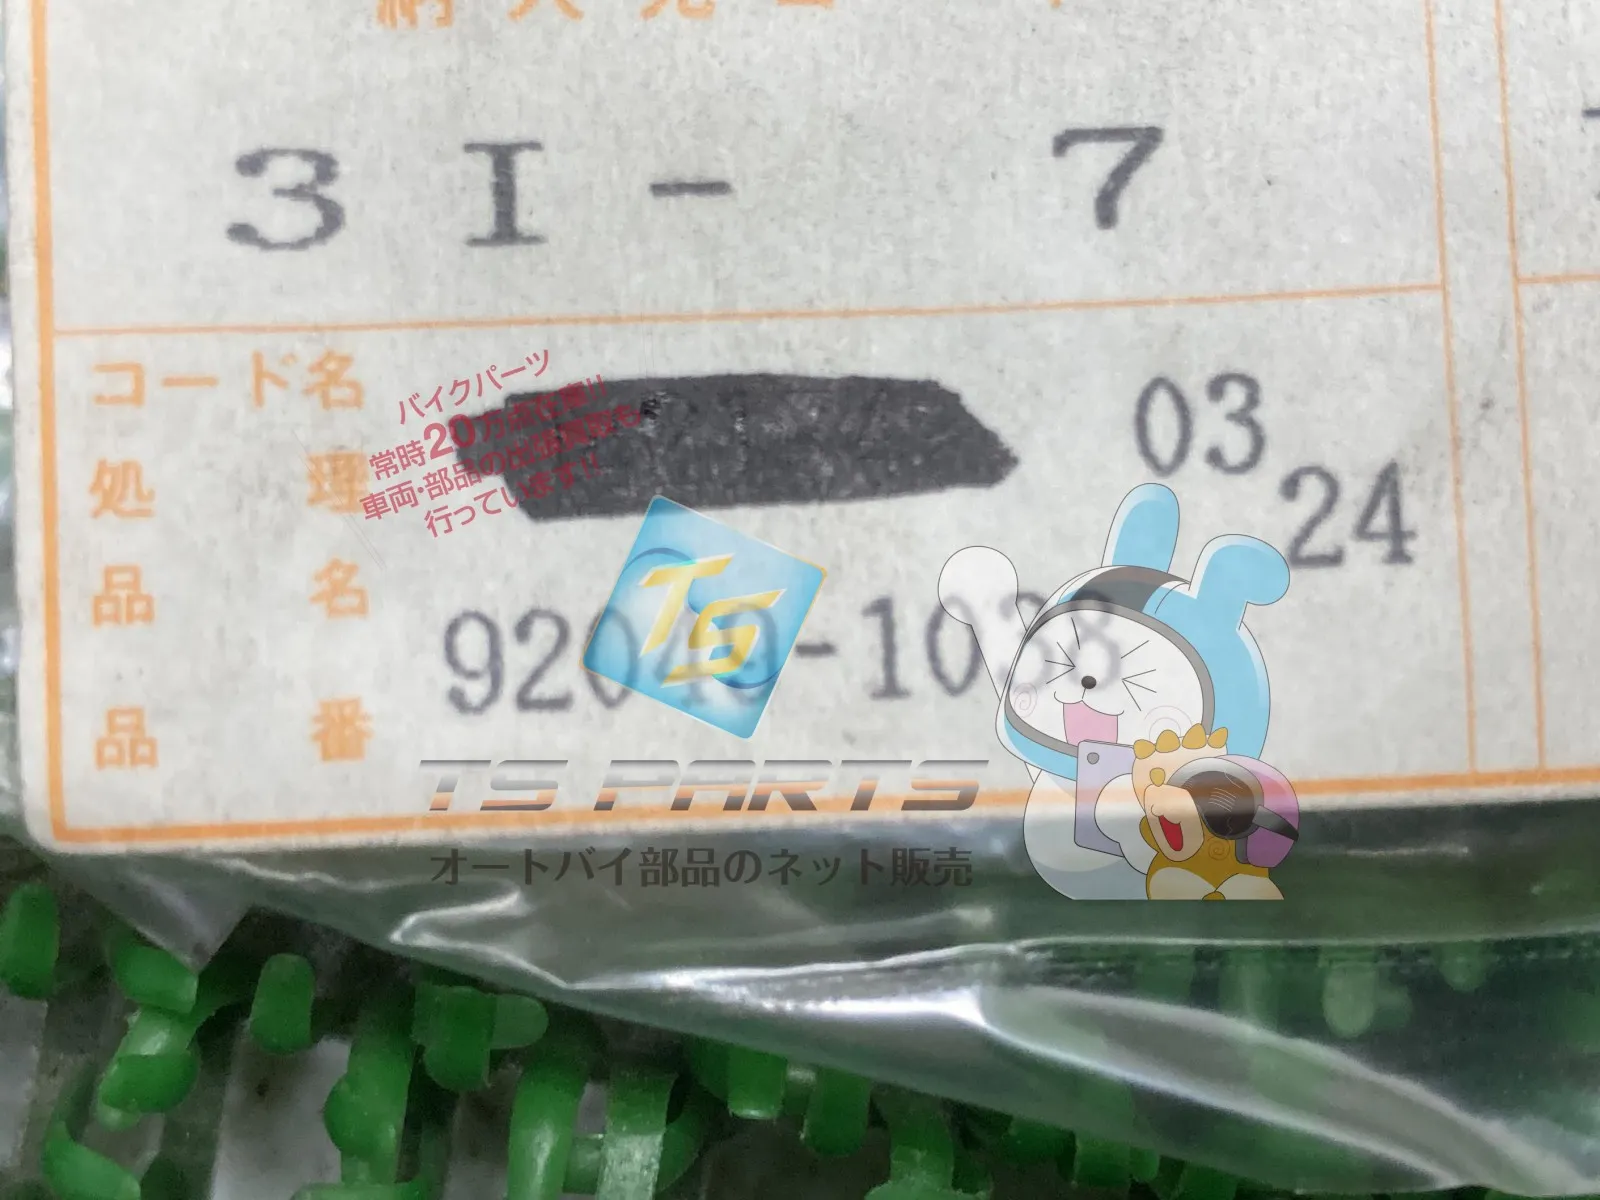 3 I - 7
コード名
処理
品名
品番
03
24
92049-1038
バイクパーツ
常時20万点在庫!!
車両・部品の出張買取も
行っています!!
TS
TS PARTS
オートバイ部品のネット販売